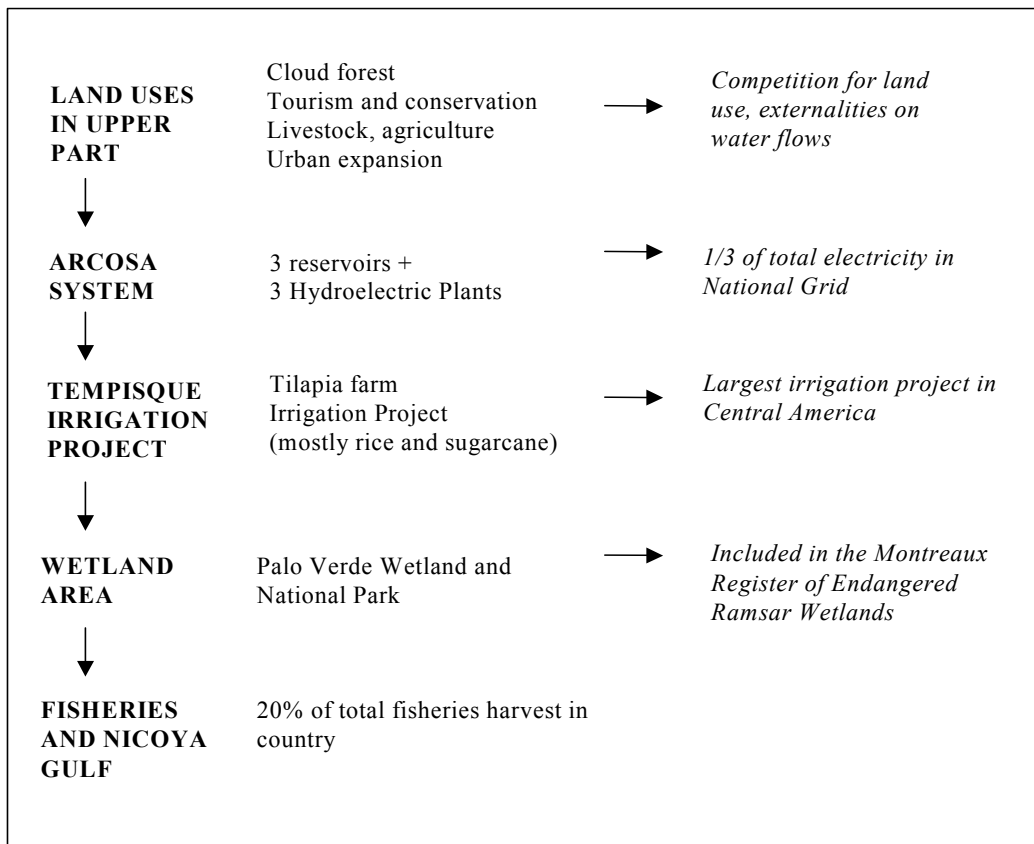 LAND USES
IN UPPER
PART
Cloud forest
Tourism and conservation
Livestock, agriculture
Urban expansion
Competition for land
use, externalities on
water flows
ARCOSA
SYSTEM
3 reservoirs +
3 Hydroelectric Plants
1/3 of total electricity in
National Grid
TEMPISQUE
IRRIGATION
PROJECT
Tilapia farm
Irrigation Project
(mostly rice and sugarcane)
Largest irrigation project in
Central America
WETLAND
AREA
Palo Verde Wetland and
National Park
Included in the Montreaux
Register of Endangered
Ramsar Wetlands
FISHERIES
AND NICOYA
GULF
20% of total fisheries harvest in
country